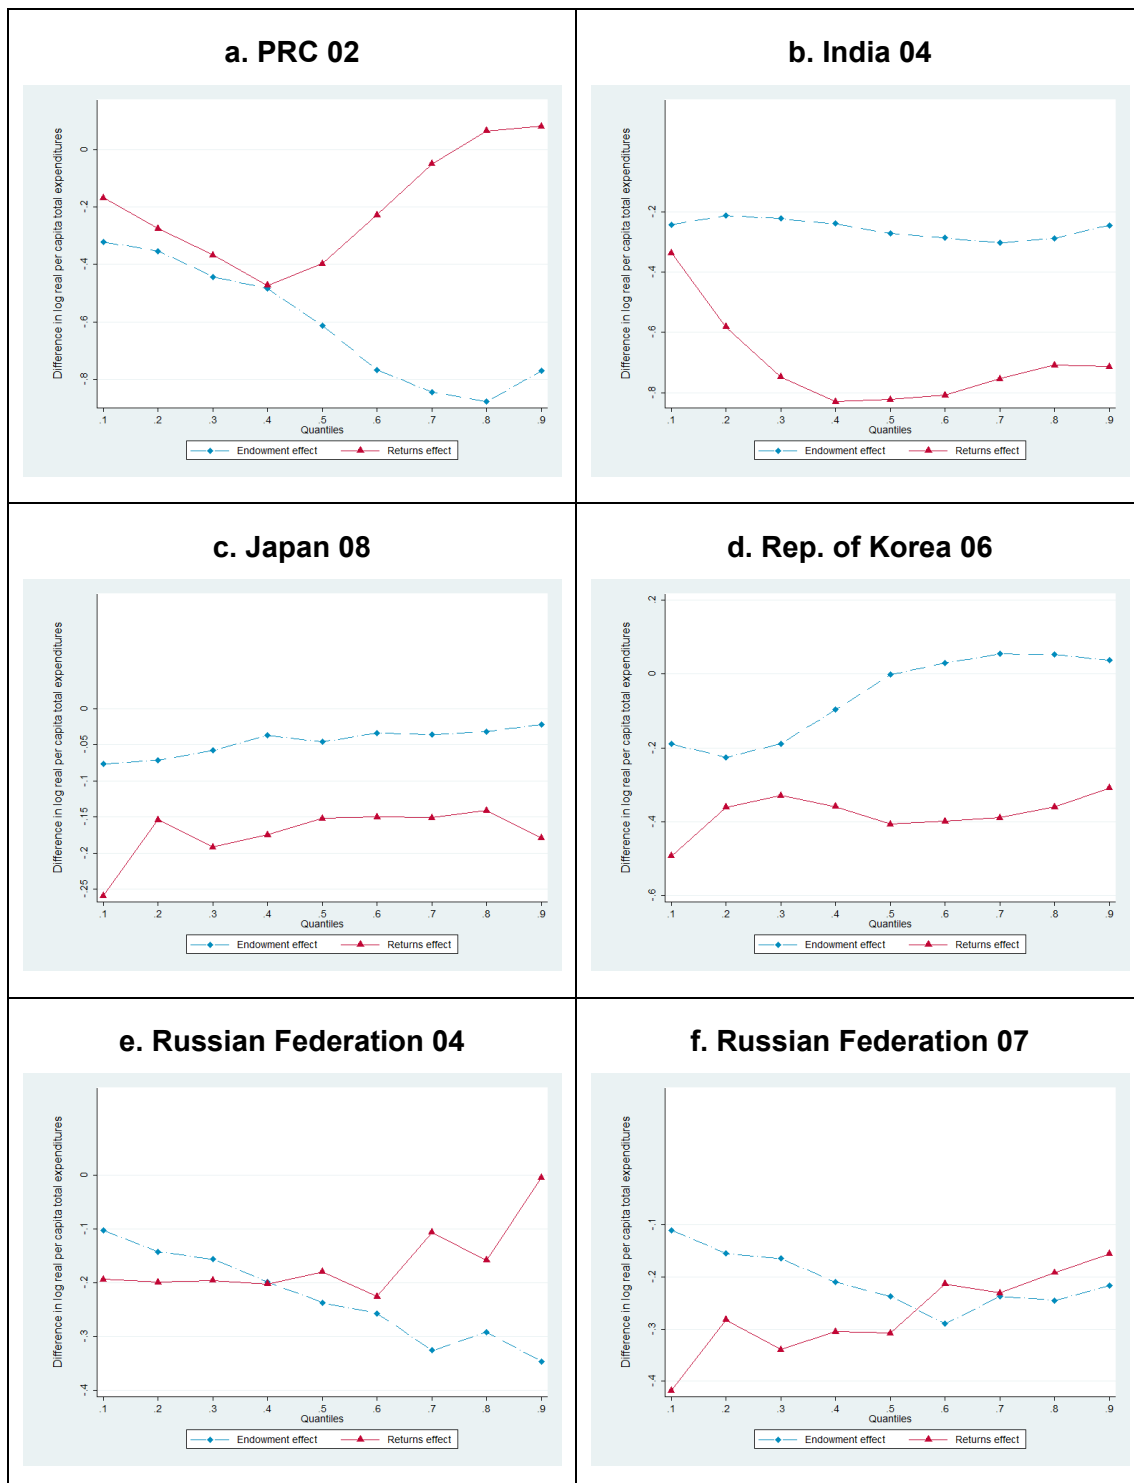 a. PRC 02
Difference in log real per capita total expenditures
0
-.2
-.4
-.6
-.8
.1 .2 .3 .4 .5 .6 .7 .8 .9
Quantiles
Endowment effect Returns effect
b. India 04
Difference in log real per capita total expenditures
-.2
-.4
-.6
-.8
.1 .2 .3 .4 .5 .6 .7 .8 .9
Quantiles
Endowment effect Returns effect
c. Japan 08
Difference in log real per capita total expenditures
0
-.05
-.1
-.15
-.2
-.25
.1 .2 .3 .4 .5 .6 .7 .8 .9
Quantiles
Endowment effect Returns effect
d. Rep. of Korea 06
Difference in log real per capita total expenditures
.2
0
-.2
-.4
-.6
.1 .2 .3 .4 .5 .6 .7 .8 .9
Quantiles
Endowment effect Returns effect
e. Russian Federation 04
Difference in log real per capita total expenditures
0
-.1
-.2
-.3
-.4
.1 .2 .3 .4 .5 .6 .7 .8 .9
Quantiles
Endowment effect Returns effect
f. Russian Federation 07
Difference in log real per capita total expenditures
-.1
-.2
-.3
-.4
.1 .2 .3 .4 .5 .6 .7 .8 .9
Quantiles
Endowment effect Returns effect